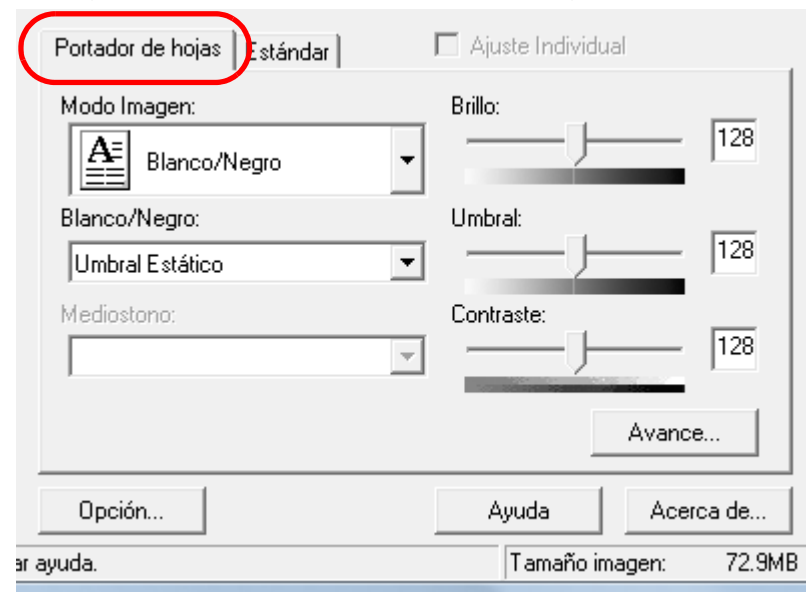 Portador de hojas Estándar Ajuste Individual
Modo Imagen:
Blanco/Negro
Blanco/Negro:
Umbral Estático
Mediostono:
Brillo:
128
Umbral:
128
Contraste:
128
Avance...
Opción... Ayuda Acerca de...
ar ayuda. Tamaño imagen: 72.9MB